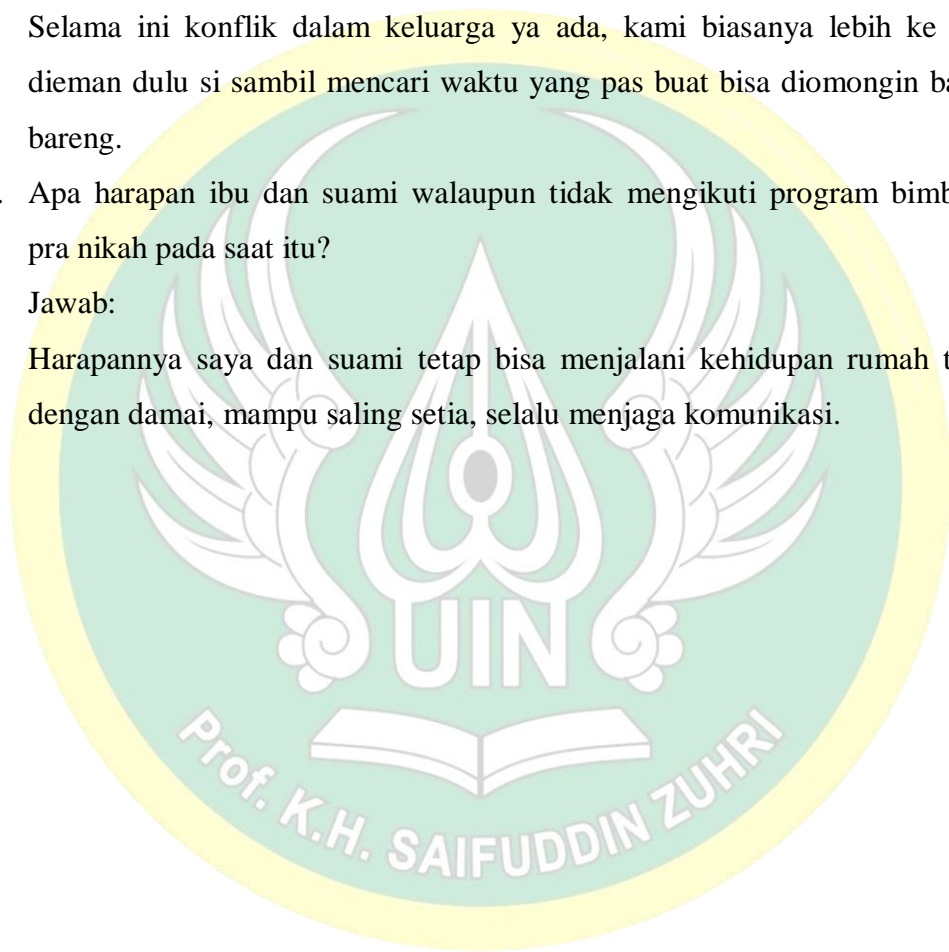 Selama ini konflik dalam keluarga ya ada, kami biasanya lebih ke
dieman dulu si sambil mencari waktu yang pas buat bisa diomongin ba
bareng.
. Apa harapan ibu dan suami walaupun tidak mengikuti program bimb
pra nikah pada saat itu?
Jawab:
Harapannya saya dan suami tetap bisa menjalani kehidupan rumah t
dengan damai, mampu saling setia, selalu menjaga komunikasi.
UIN
Prof. K.H. SAIFUDDIN ZUHRI